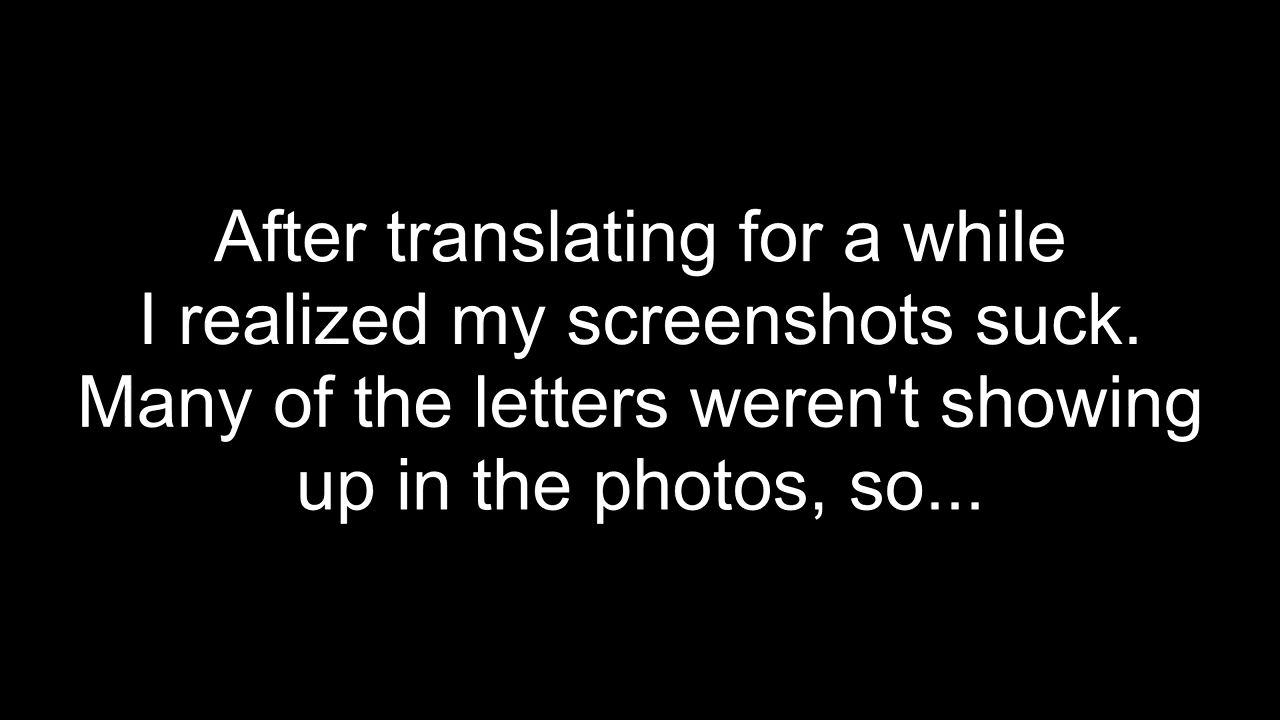 After translating for a while
I realized my screenshots suck.
Many of the letters weren't showing
up in the photos, so...